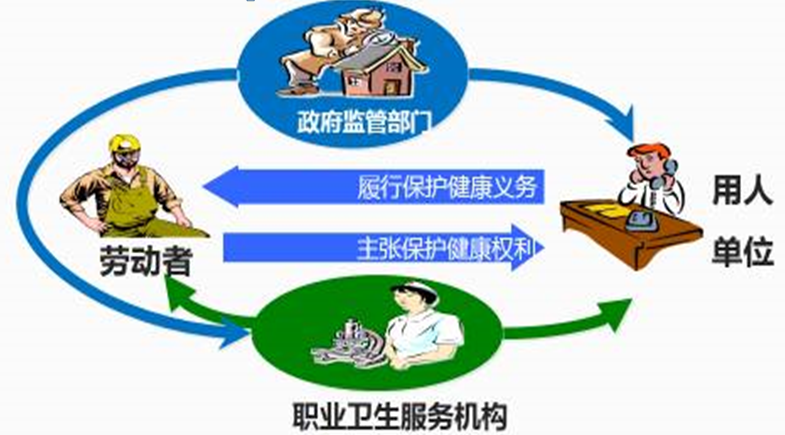 政府监管部门
履行保护健康义务
用人
单位
主张保护健康权利
劳动者
职业卫生服务机构